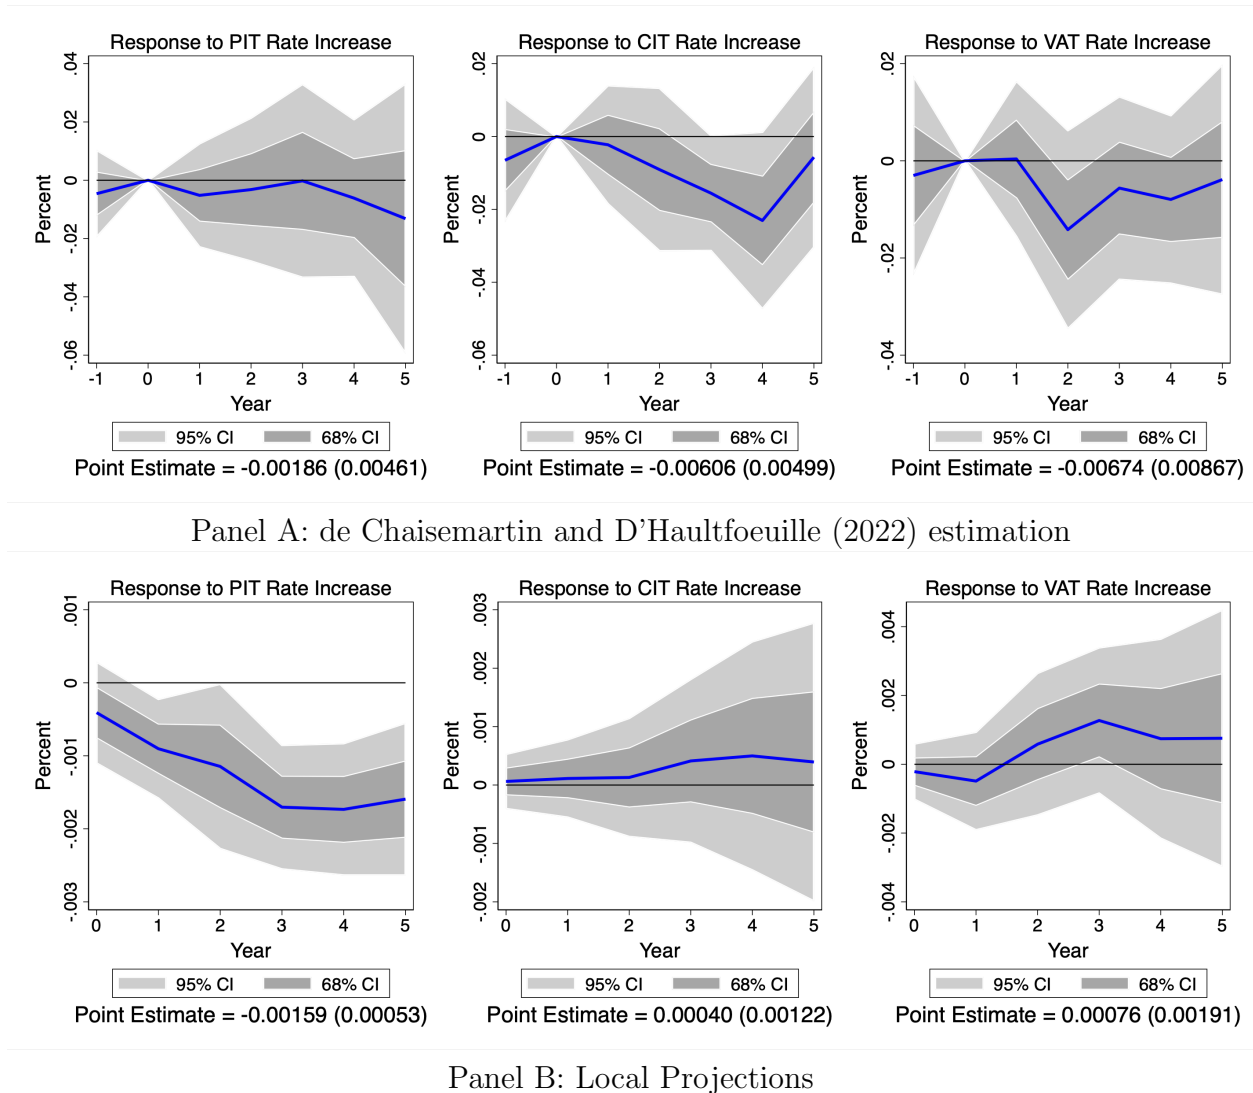 Response to PIT Rate Increase
Percent
.04
.02
0
-.02
-.04
-.06
-1 0 1 2 3 4 5
Year
95% CI 68% CI
Point Estimate = -0.00186 (0.00461)
Response to CIT Rate Increase
Percent
.02
0
-.02
-.04
-.06
-1 0 1 2 3 4 5
Year
95% CI 68% CI
Point Estimate = -0.00606 (0.00499)
Response to VAT Rate Increase
Percent
.02
0
-.02
-.04
-1 0 1 2 3 4 5
Year
95% CI 68% CI
Point Estimate = -0.00674 (0.00867)
Panel A: de Chaisemartin and D'Haultfoeuille (2022) estimation
Response to PIT Rate Increase
Percent
.001
0
-.001
-.002
-.003
0 1 2 3 4 5
Year
95% CI 68% CI
Point Estimate = -0.00159 (0.00053)
Response to CIT Rate Increase
Percent
.003
.002
.001
0
-.001
-.002
0 1 2 3 4 5
Year
95% CI 68% CI
Point Estimate = 0.00040 (0.00122)
Response to VAT Rate Increase
Percent
.004
.002
0
-.002
-.004
0 1 2 3 4 5
Year
95% CI 68% CI
Point Estimate = 0.00076 (0.00191)
Panel B: Local Projections